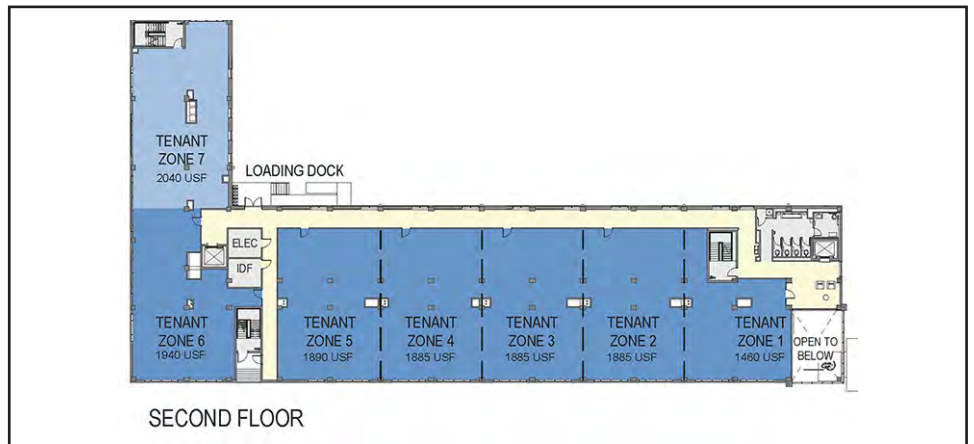 TENANT
ZONE 7
2040 USF
LOADING DOCK
ELEC
IDF
TENANT
ZONE 6
1940 USF
TENANT
ZONE 5
1890 USF
TENANT
ZONE 4
1885 USF
TENANT
ZONE 3
1885 USF
TENANT
ZONE 2
1885 USF
TENANT
ZONE 1
1460 USF
OPEN TO
BELOW
SECOND FLOOR